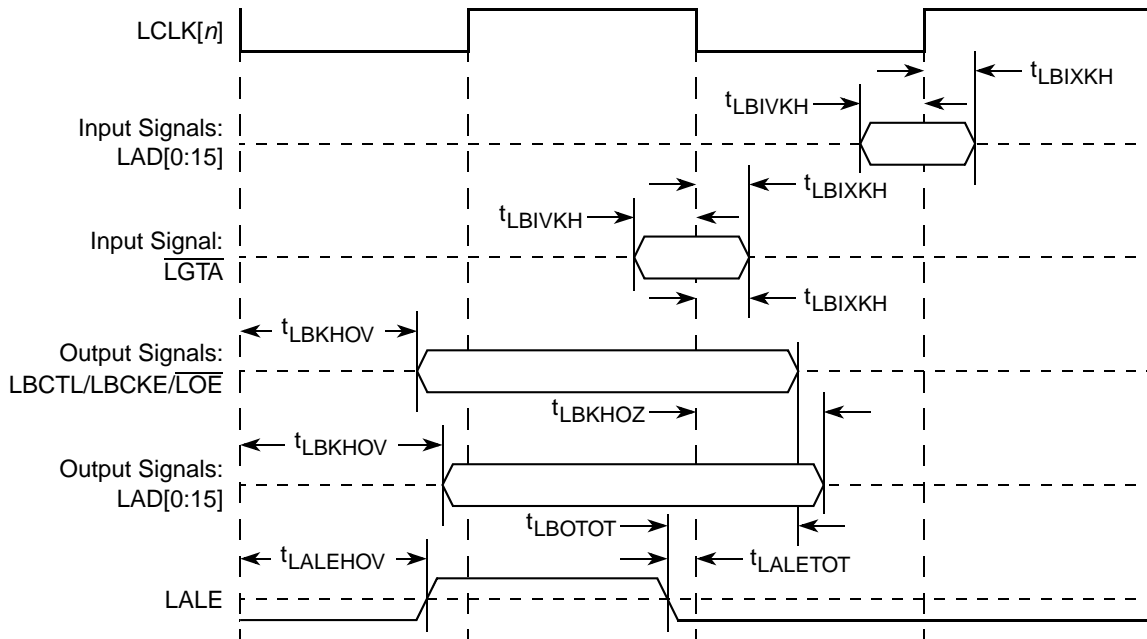 LCLK[n]
tLBIXKH
tLBIVKH
Input Signals:
LAD[0:15]
tLBIXKH
tLBIVKH
Input Signal:
LGTA
tLBIXKH
tLBKHOV
Output Signals:
LBCTL/LBCKE/LOE
tLBKHOZ
tLBKHOV
Output Signals:
LAD[0:15]
tLBOTOT
tLALEHOV
tLALETOT
LALE